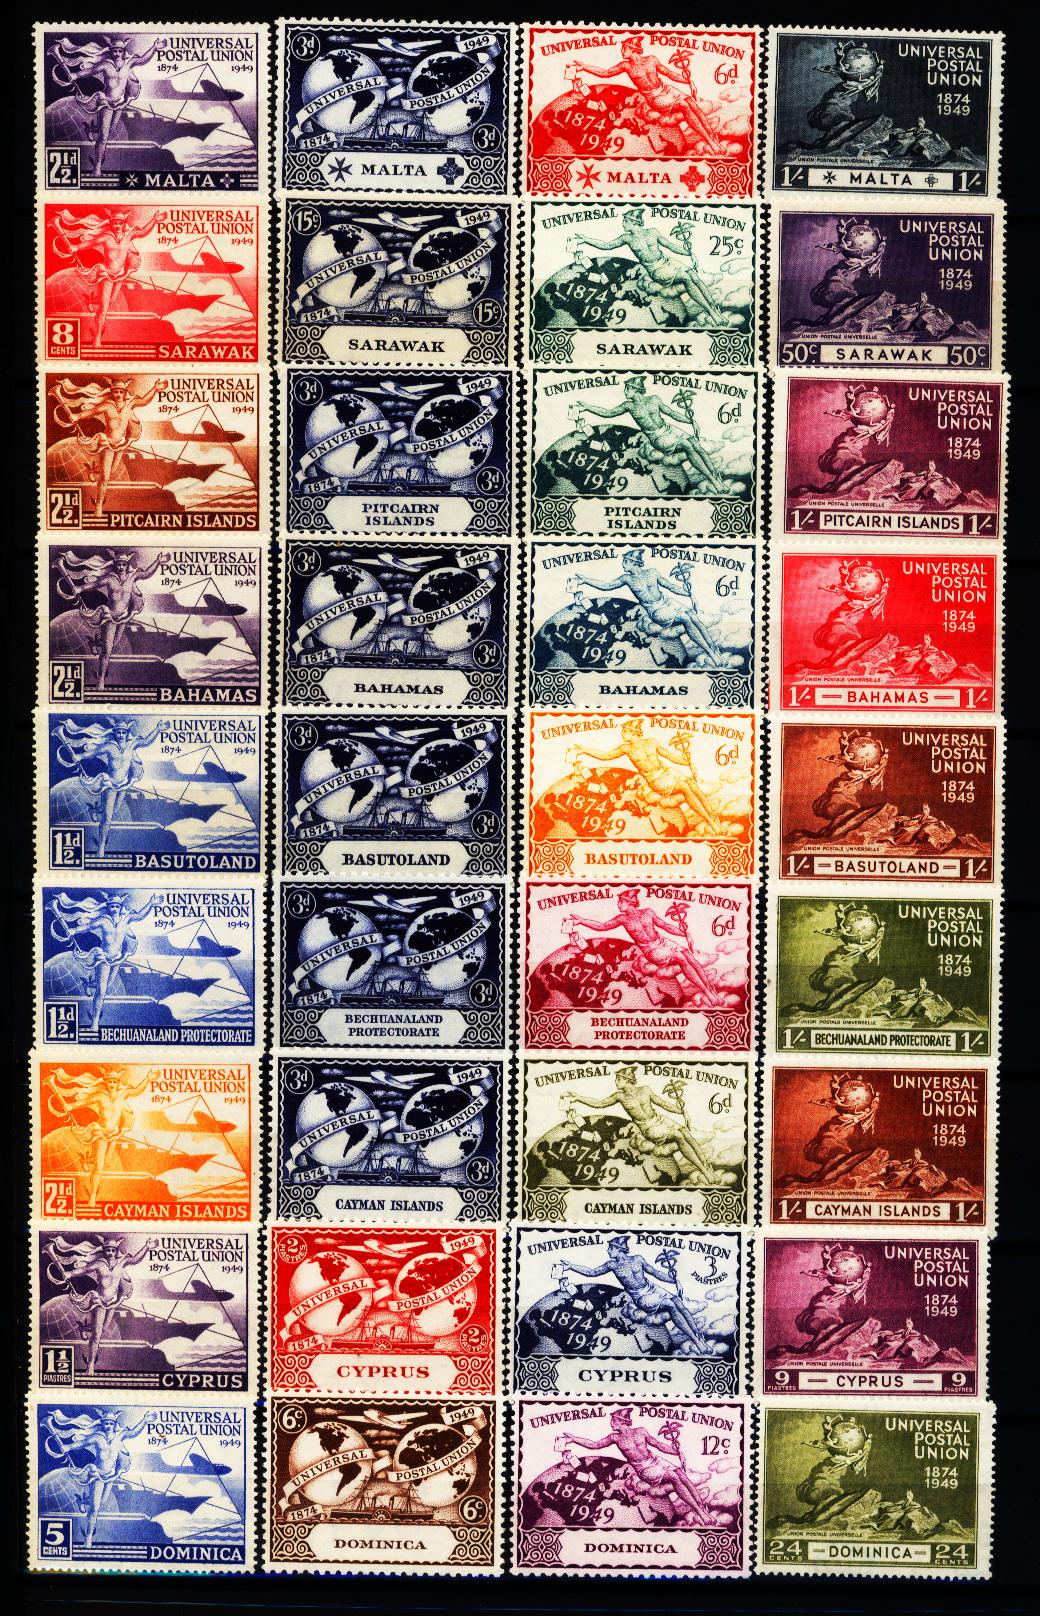 UNIVERSAL
POSTAL UNION
1874 1949
2½d.
MALTA
3d 1949
UNIVERSAL POSTAL UNION
1874 3d
MALTA
UNIVERSAL POSTAL UNION
6d
1874
1949
MALTA
UNIVERSAL
POSTAL
UNION
1874
1949
UNION POSTALE UNIVERSELLE
1/- MALTA 1/-
UNIVERSAL
POSTAL UNION
1874 1949
8
CENTS SARAWAK
15c 1949
UNIVERSAL POSTAL UNION
1874 15c
SARAWAK
UNIVERSAL POSTAL UNION
25c
1874
1949
SARAWAK
UNIVERSAL
POSTAL
UNION
1874
1949
UNION POSTALE UNIVERSELLE
50c SARAWAK 50c
UNIVERSAL
POSTAL UNION
1874 1949
2½d.
PITCAIRN ISLANDS
3d 1949
UNIVERSAL POSTAL UNION
1874 3d
PITCAIRN
ISLANDS
UNIVERSAL POSTAL UNION
6d
1874
1949
PITCAIRN
ISLANDS
UNIVERSAL
POSTAL
UNION
1874
1949
UNION POSTALE UNIVERSELLE
1/- PITCAIRN ISLANDS 1/-
UNIVERSAL
POSTAL UNION
1874 1949
2½d.
BAHAMAS
3d 1949
UNIVERSAL POSTAL UNION
1874 3d
BAHAMAS
UNIVERSAL POSTAL UNION
6d
1874
1949
BAHAMAS
UNIVERSAL
POSTAL
UNION
1874
1949
UNION POSTALE UNIVERSELLE
1/- BAHAMAS 1/-
UNIVERSAL
POSTAL UNION
1874 1949
1½d.
BASUTOLAND
3d 1949
UNIVERSAL POSTAL UNION
1874 3d
BASUTOLAND
UNIVERSAL POSTAL UNION
6d
1874
1949
BASUTOLAND
UNIVERSAL
POSTAL
UNION
1874
1949
UNION POSTALE UNIVERSELLE
1/- BASUTOLAND 1/-
UNIVERSAL
POSTAL UNION
1874 1949
1½d.
BECHUANALAND PROTECTORATE
3d 1949
UNIVERSAL POSTAL UNION
1874 3d
BECHUANALAND
PROTECTORATE
UNIVERSAL POSTAL UNION
6d
1874
1949
BECHUANALAND
PROTECTORATE
UNIVERSAL
POSTAL
UNION
1874
1949
UNION POSTALE UNIVERSELLE
1/- BECHUANALAND PROTECTORATE 1/-
UNIVERSAL
POSTAL UNION
1874 1949
2½d.
CAYMAN ISLANDS
3d 1949
UNIVERSAL POSTAL UNION
1874 3d
CAYMAN ISLANDS
UNIVERSAL POSTAL UNION
6d
1874
1949
CAYMAN ISLANDS
UNIVERSAL
POSTAL
UNION
1874
1949
UNION POSTALE UNIVERSELLE
1/- CAYMAN ISLANDS 1/-
UNIVERSAL
POSTAL UNION
1874 1949
1½
PIASTRES CYPRUS
2 PIASTRES 1949
UNIVERSAL POSTAL UNION
1874 2 PIASTRES
CYPRUS
UNIVERSAL POSTAL UNION
3
PIASTRES
1874
1949
CYPRUS
UNIVERSAL
POSTAL
UNION
1874
1949
UNION POSTALE UNIVERSELLE
9 CYPRUS 9
PIASTRES PIASTRES
UNIVERSAL
POSTAL UNION
1874 1949
5
CENTS DOMINICA
6c 1949
UNIVERSAL POSTAL UNION
1874 6c
DOMINICA
UNIVERSAL POSTAL UNION
12c
1874
1949
DOMINICA
UNIVERSAL
POSTAL
UNION
1874
1949
UNION POSTALE UNIVERSELLE
24 DOMINICA 24
CENTS CENTS